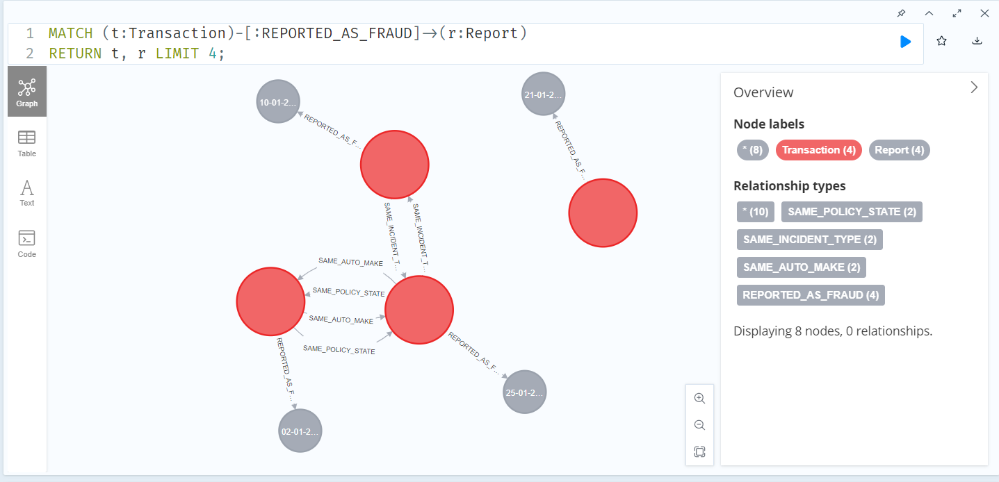 1 MATCH (t:Transaction)-[:REPORTED_AS_FRAUD]→(r:Report)
2 RETURN t, r LIMIT 4;
Graph
Table
Text
Code
10-01-2...
21-01-2...
REPORTED_AS_F...
REPORTED_AS_F...
SAME_INCIDENT_T...
SAME_INCIDENT_T...
SAME_AUTO_MAKE
SAME_POLICY_STATE
SAME_AUTO_MAKE
SAME_POLICY_STATE
REPORTED_AS_F...
REPORTED_AS_F...
25-01-2...
02-01-2...
Overview
Node labels
* (8) Transaction (4) Report (4)
Relationship types
* (10) SAME_POLICY_STATE (2)
SAME_INCIDENT_TYPE (2)
SAME_AUTO_MAKE (2)
REPORTED_AS_FRAUD (4)
Displaying 8 nodes, 0 relationships.